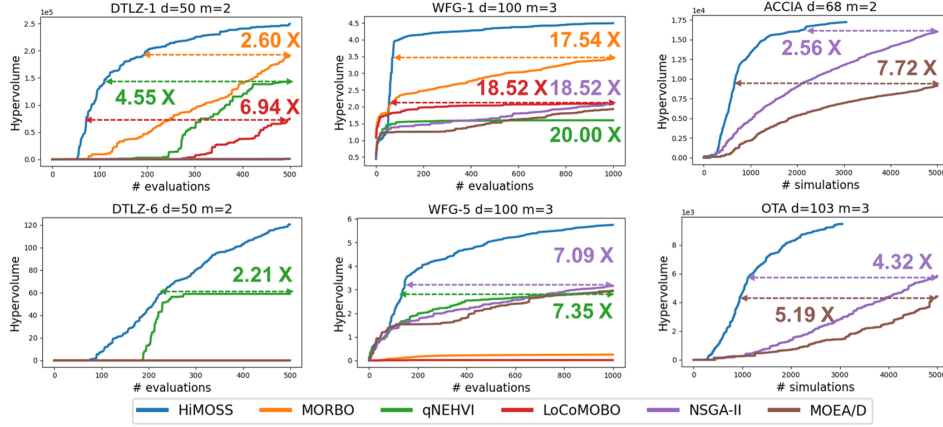 DTLZ-1 d=50 m=2
1e5
Hypervolume
2.5
2.0
1.5
1.0
0.5
0.0
2.60 X
4.55 X
6.94 X
0 100 200 300 400 500
# evaluations
WFG-1 d=100 m=3
Hypervolume
4.5
4.0
3.5
3.0
2.5
2.0
1.5
1.0
0.5
17.54 X
18.52 X 18.52 X
20.00 X
0 200 400 600 800 1000
# evaluations
ACCIA d=68 m=2
1e4
Hypervolume
1.75
1.50
1.25
1.00
0.75
0.50
0.25
0.00
2.56 X
7.72 X
0 1000 2000 3000 4000 5000
# simulations
DTLZ-6 d=50 m=2
Hypervolume
120
100
80
60
40
20
0
2.21 X
0 100 200 300 400 500
# evaluations
WFG-5 d=100 m=3
Hypervolume
6
5
4
3
2
1
0
7.09 X
7.35 X
0 200 400 600 800 1000
# evaluations
OTA d=103 m=3
1e3
Hypervolume
8
6
4
2
0
4.32 X
5.19 X
0 1000 2000 3000 4000 5000
# simulations
HiMOSS MORBO qNEHVI LoCoMOBO NSGA-II MOEA/D